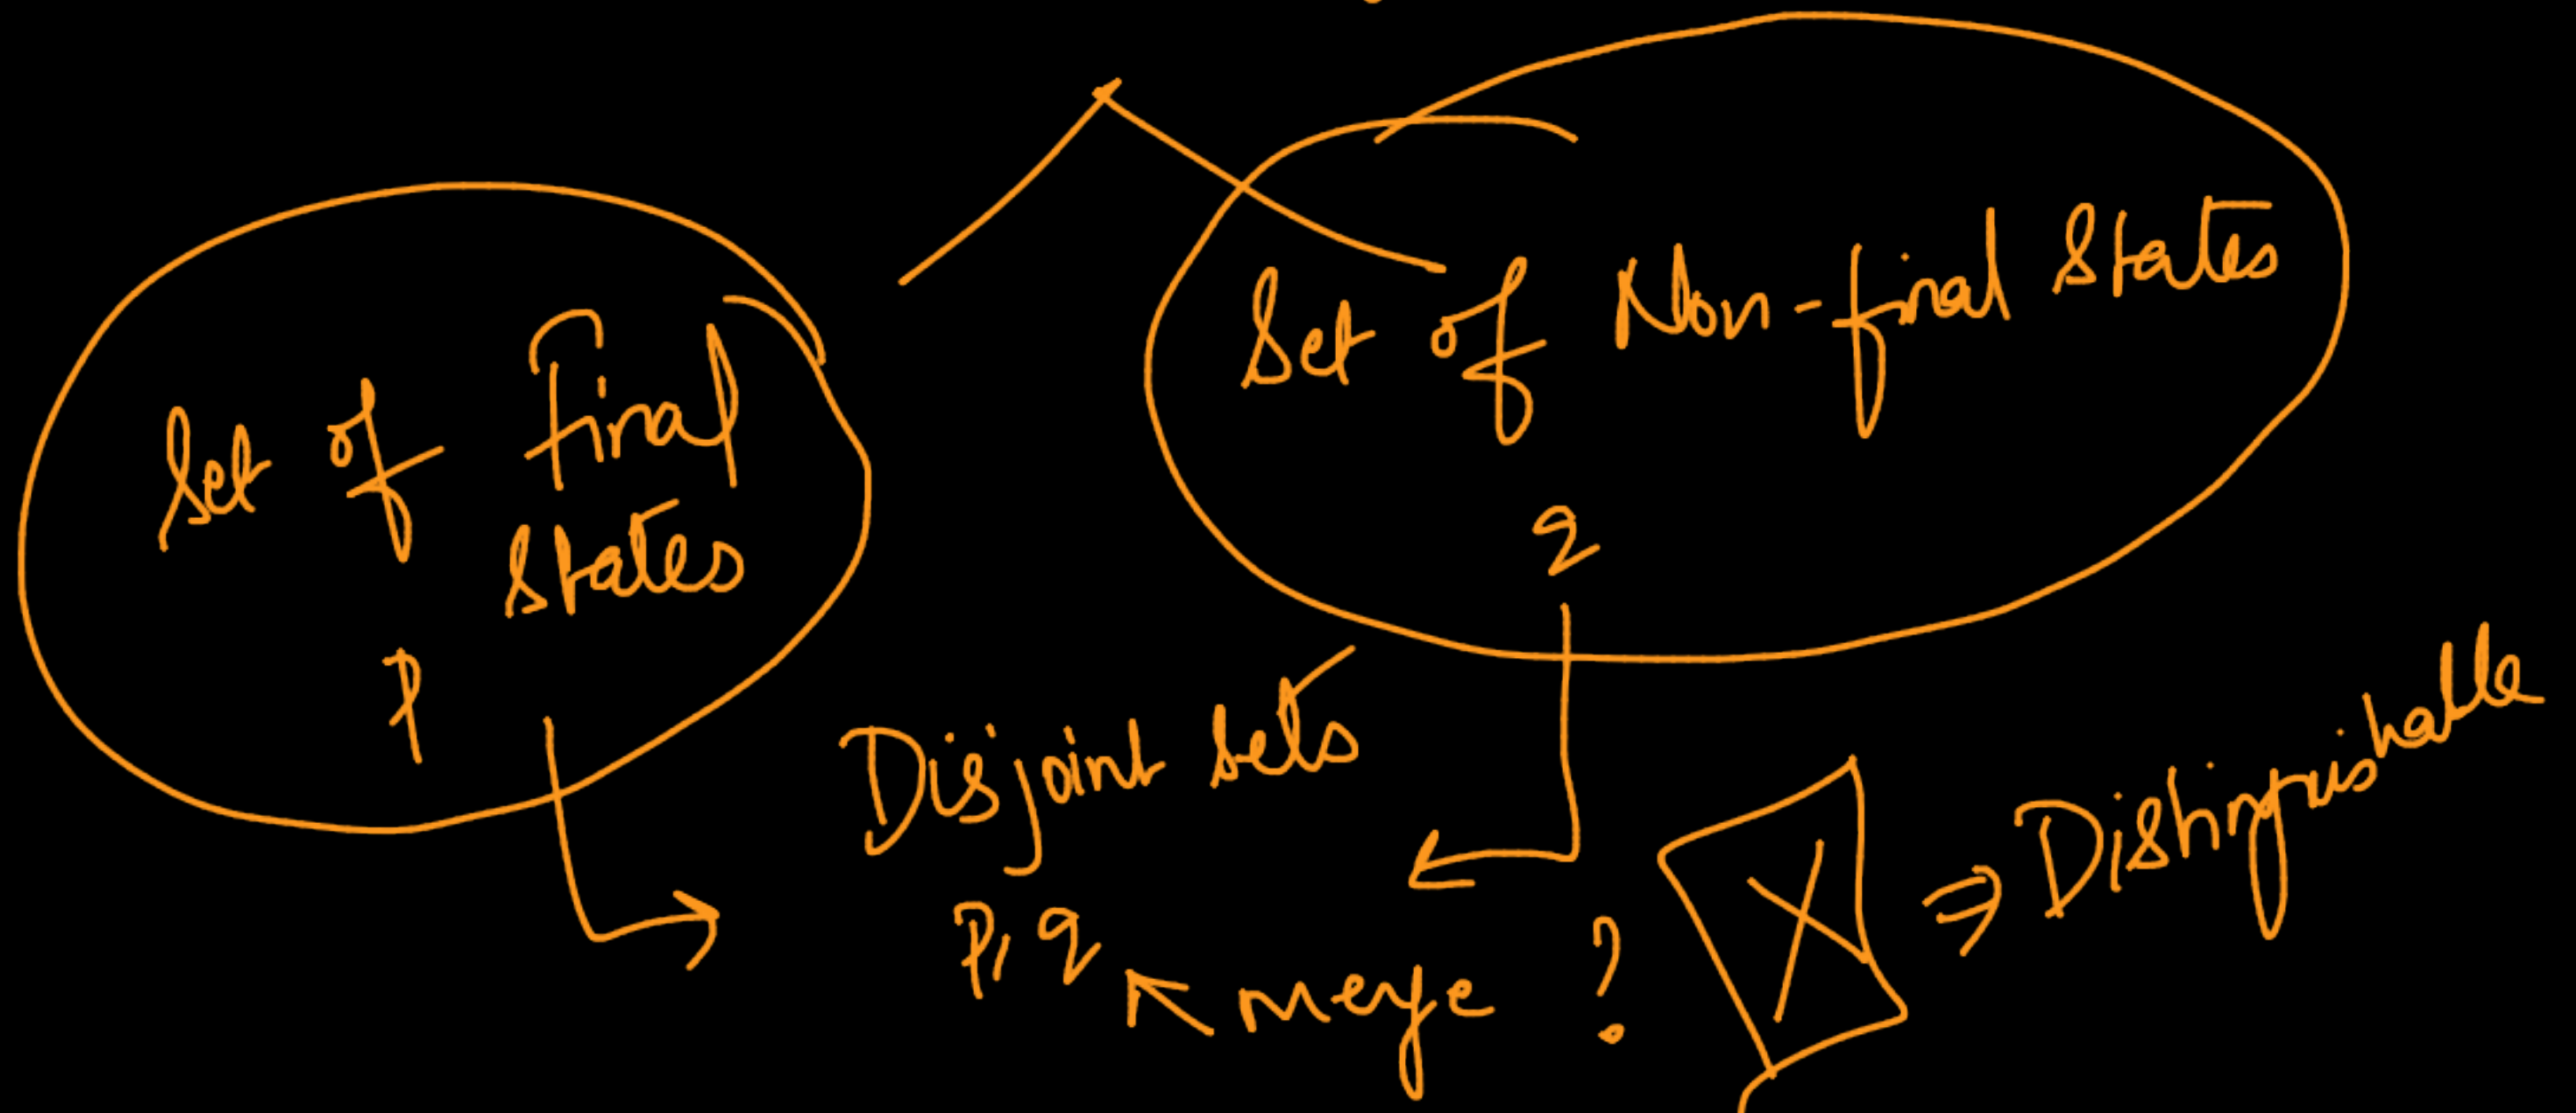 Set of final
states
P
Set of Non-final States
q
Disjoint sets
P, q ← merge ? X ⇒ Distinguishable